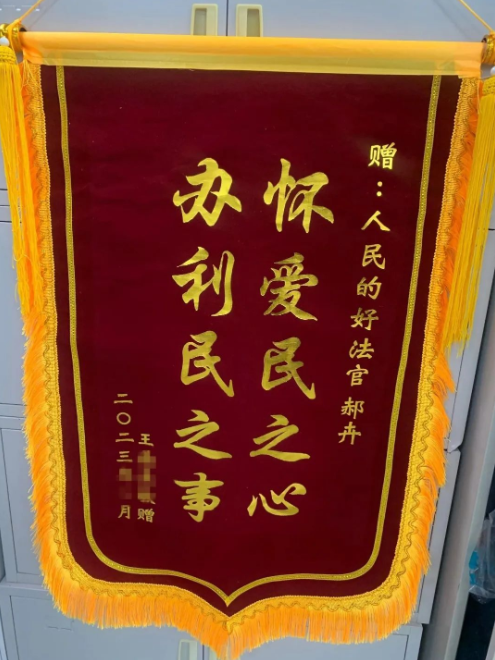 赠：人民的好法官郝卉
怀爱民之心
办利民之事
王赠
二〇二三月